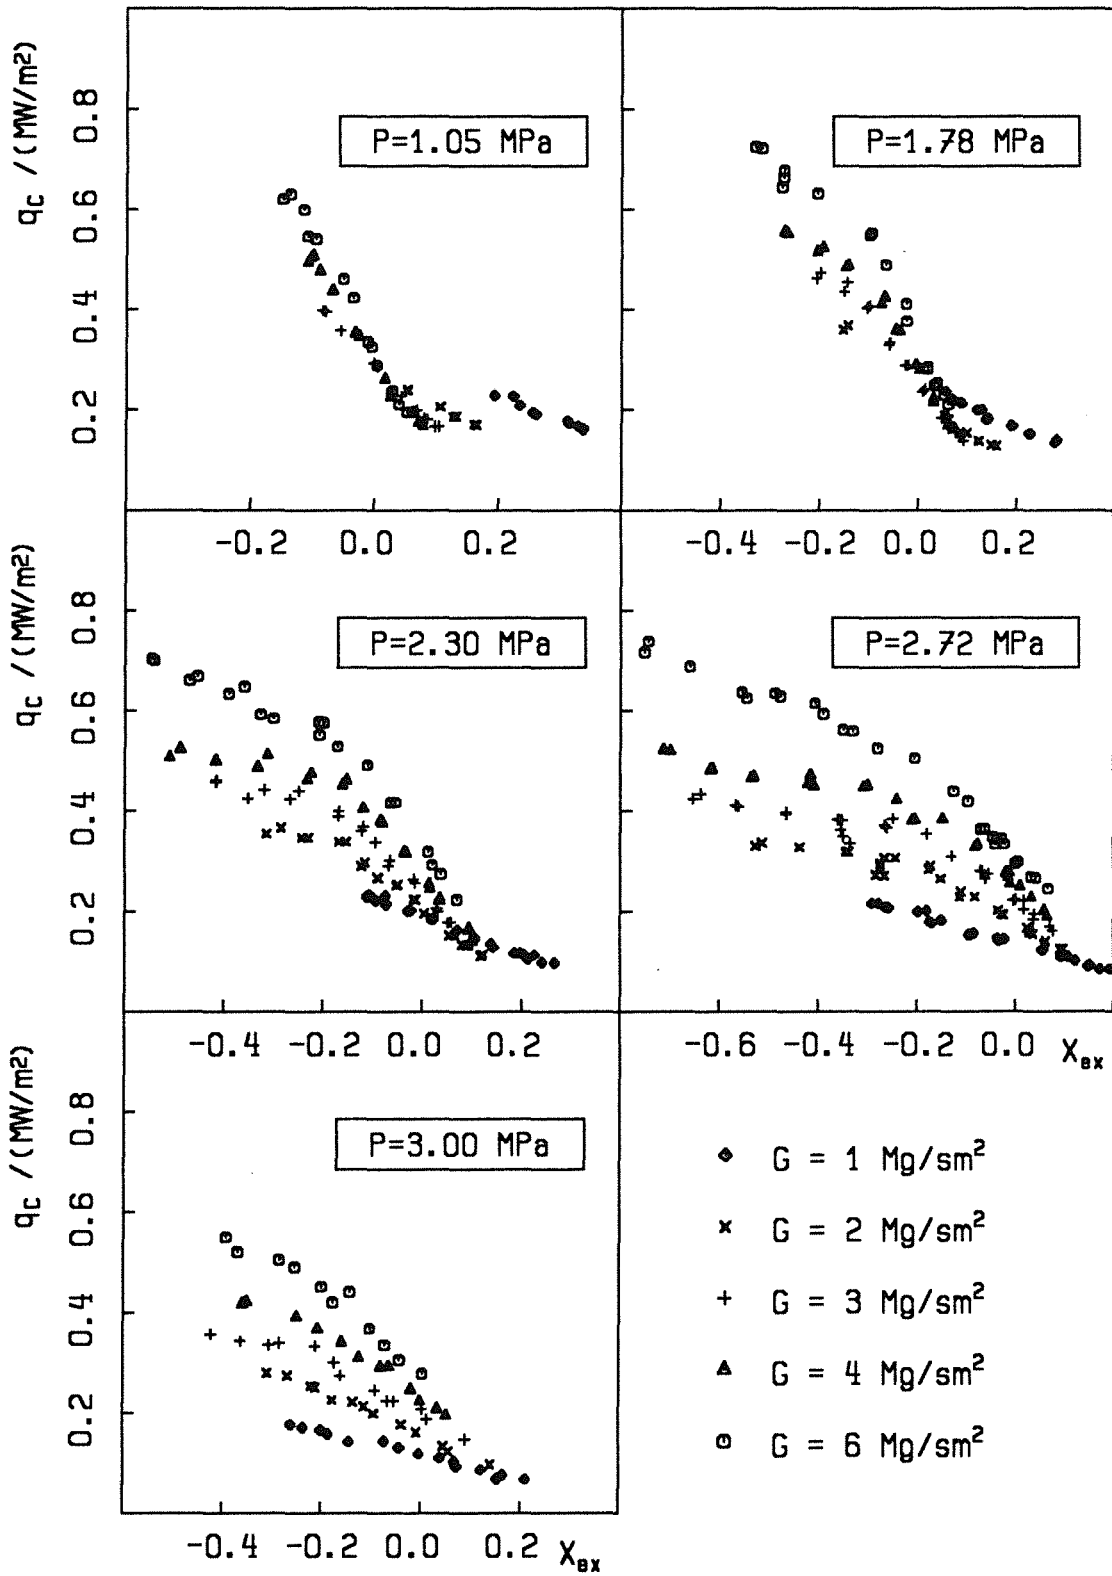 q_C /(MW/m²)
0.8
0.6
0.4
0.2
P=1.05 MPa
P=1.78 MPa
-0.2 0.0 0.2
-0.4 -0.2 0.0 0.2
q_C /(MW/m²)
0.8
0.6
0.4
0.2
P=2.30 MPa
P=2.72 MPa
-0.4 -0.2 0.0 0.2
-0.6 -0.4 -0.2 0.0 X_ex
q_C /(MW/m²)
0.8
0.6
0.4
0.2
P=3.00 MPa
G = 1 Mg/sm²
G = 2 Mg/sm²
G = 3 Mg/sm²
G = 4 Mg/sm²
G = 6 Mg/sm²
-0.4 -0.2 0.0 0.2 X_ex